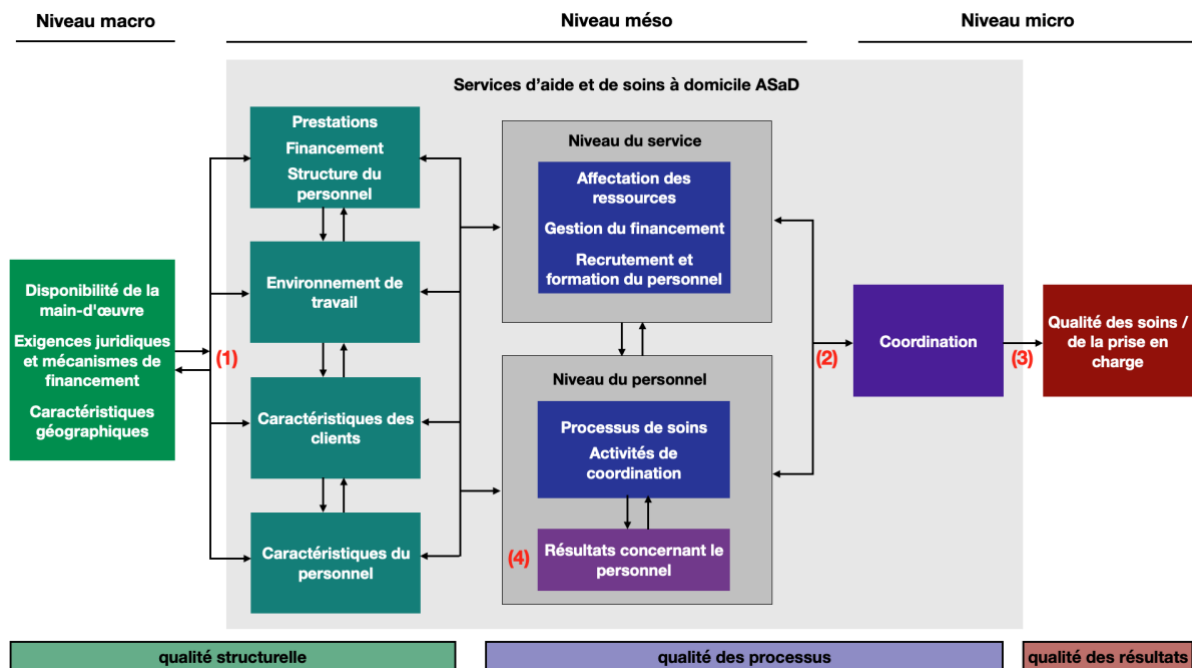 Niveau macro
Niveau méso
Niveau micro
Services d'aide et de soins à domicile ASaD
Disponibilité de la
main-d'œuvre
Exigences juridiques
et mécanismes de
financement
Caractéristiques
géographiques
(1)
Prestations
Financement
Structure du
personnel
Environnement de
travail
Caractéristiques des
clients
Caractéristiques du
personnel
Niveau du service
Affectation des
ressources
Gestion du financement
Recrutement et
formation du personnel
Niveau du personnel
Processus de soins
Activités de
coordination
(4)
Résultats concernant le
personnel
(2)
Coordination
(3)
Qualité des soins /
de la prise en
charge
qualité structurelle
qualité des processus
qualité des résultats